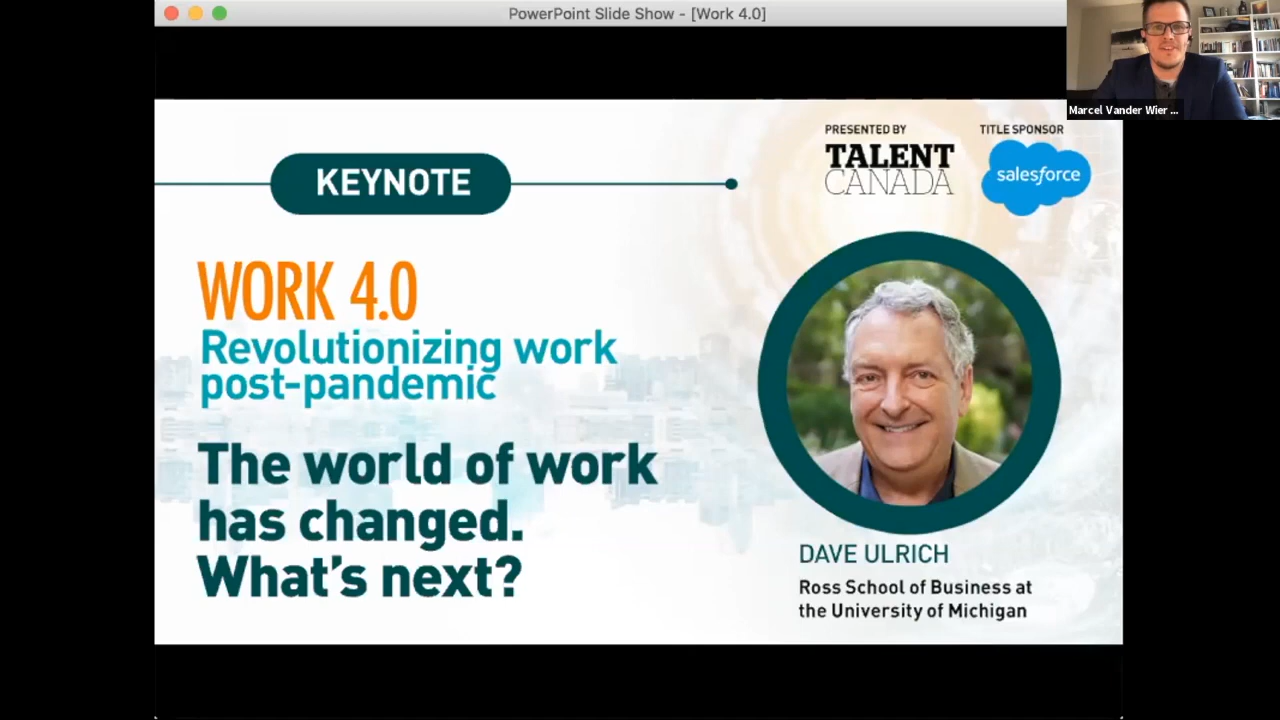 PowerPoint Slide Show - [Work 4.0]
Marcel Vander Wier ...
KEYNOTE
PRESENTED BY
TALENT
CANADA
TITLE SPONSOR
salesforce
WORK 4.0
Revolutionizing work
post-pandemic
The world of work
has changed.
What's next?
DAVE ULRICH
Ross School of Business at
the University of Michigan